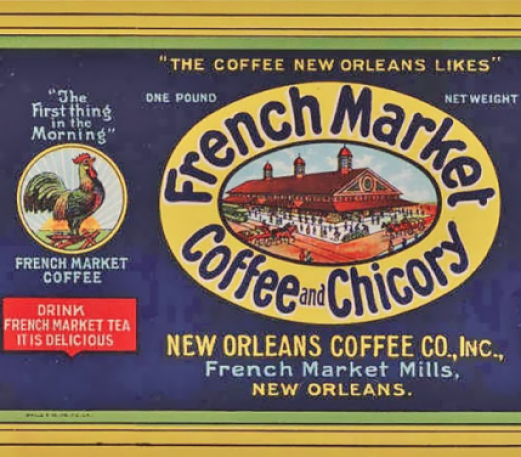 "THE COFFEE NEW ORLEANS LIKES"
"The
First thing
in the
Morning"
ONE POUND
NET WEIGHT
French Market
Coffee and Chicory
FRENCH MARKET
COFFEE
DRINK
FRENCH MARKET TEA
IT IS DELICIOUS
NEW ORLEANS COFFEE CO., INC.,
French Market Mills,
NEW ORLEANS.